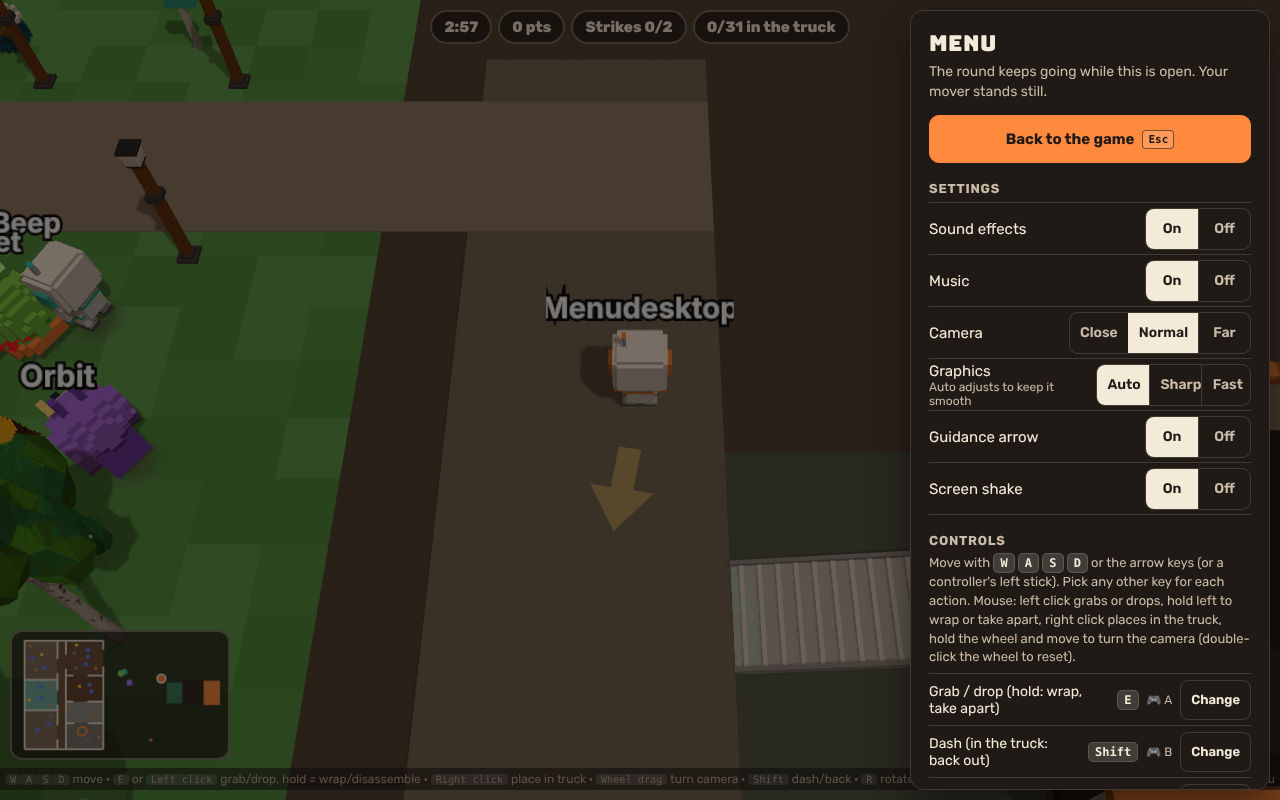 2:57
0 pts
Strikes 0/2
0/31 in the truck
MENU
The round keeps going while this is open. Your
mover stands still.
Back to the game Esc
SETTINGS
Sound effects On Off
Music On Off
Camera Close Normal Far
Graphics
Auto adjusts to keep it
smooth
Auto Sharp Fast
Guidance arrow On Off
Screen shake On Off
CONTROLS
Move with W A S D or the arrow keys (or a
controller's left stick). Pick any other key for each
action. Mouse: left click grabs or drops, hold left to
wrap or take apart, right click places in the truck,
hold the wheel and move to turn the camera (double-
click the wheel to reset).
Grab / drop (hold: wrap,
take apart)
E 🎮 A Change
Dash (in the truck:
back out)
Shift 🎮 B Change
Beep
et
Orbit
Menudesktop
W A S D move • E or Left click grab/drop, hold = wrap/disassemble • Right click place in truck • Wheel drag turn camera • Shift dash/back • R rotate